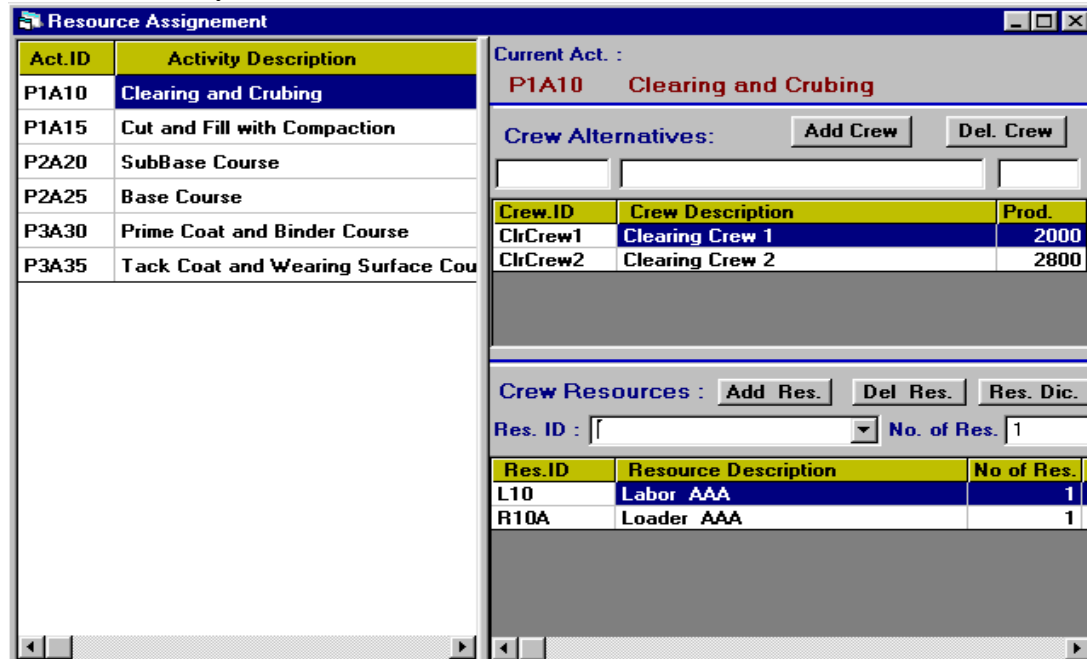 Resource Assignement
Act.ID Activity Description
P1A10 Clearing and Crubing
P1A15 Cut and Fill with Compaction
P2A20 SubBase Course
P2A25 Base Course
P3A30 Prime Coat and Binder Course
P3A35 Tack Coat and Wearing Surface Cou
Current Act. :
P1A10 Clearing and Crubing
Crew Alternatives: Add Crew Del. Crew
Crew.ID Crew Description Prod.
ClrCrew1 Clearing Crew 1 2000
ClrCrew2 Clearing Crew 2 2800
Crew Resources : Add Res. Del Res. Res. Dic.
Res. ID : No. of Res. 1
Res.ID Resource Description No of Res.
L10 Labor AAA 1
R10A Loader AAA 1